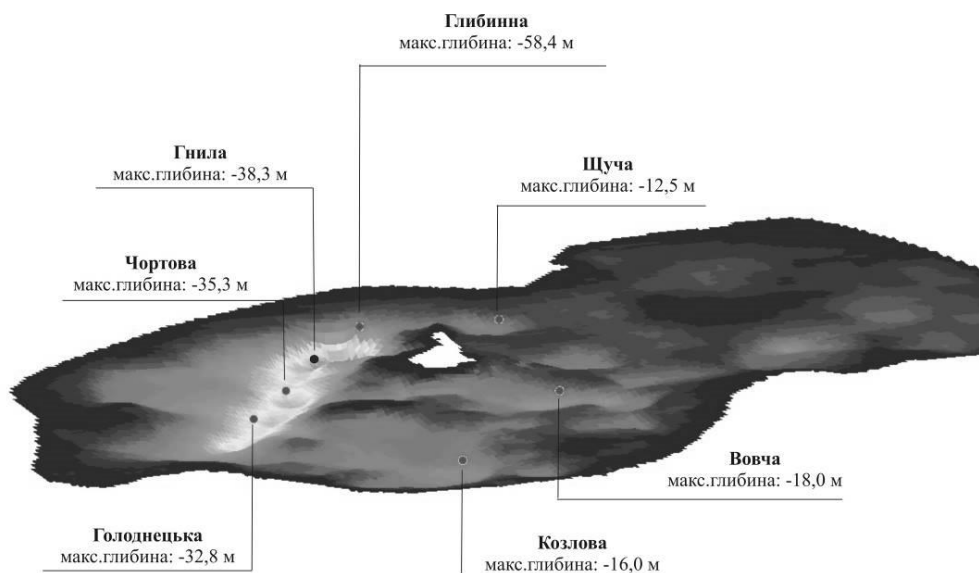 Глибинна
макс.глибина: -58,4 м
Гнила
макс.глибина: -38,3 м
Щуча
макс.глибина: -12,5 м
Чортова
макс.глибина: -35,3 м
Вовча
макс.глибина: -18,0 м
Голоднецька
макс.глибина: -32,8 м
Козлова
макс.глибина: -16,0 м